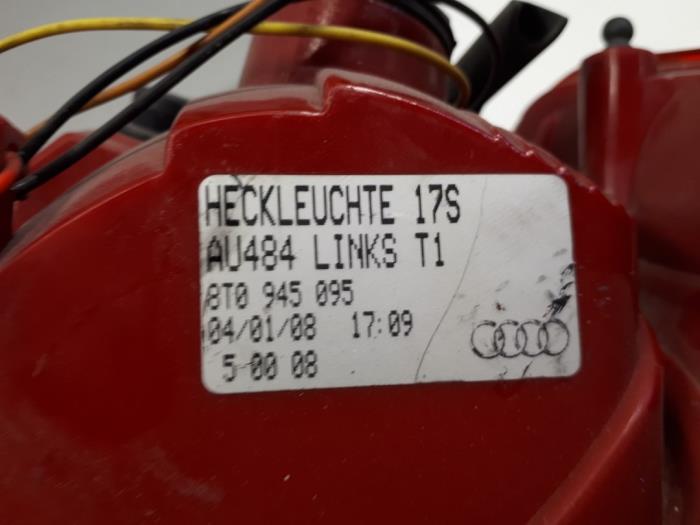 HECKLEUCHTE 17S
AU484 LINKS T1
8T0 945 095
04/01/08 17:09
5 00 08